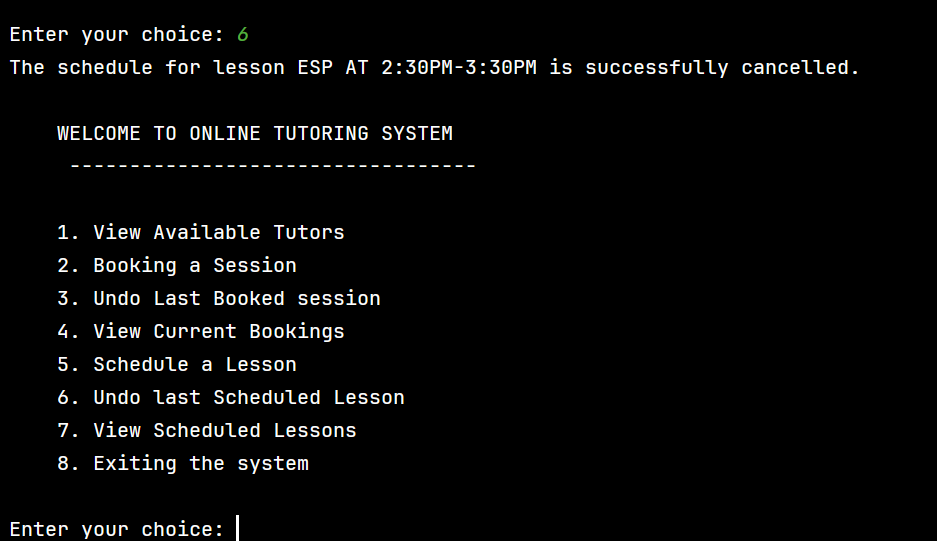 Enter your choice: 6
The schedule for lesson ESP AT 2:30PM-3:30PM is successfully cancelled.
WELCOME TO ONLINE TUTORING SYSTEM
----------------------------------
1. View Available Tutors
2. Booking a Session
3. Undo Last Booked session
4. View Current Bookings
5. Schedule a Lesson
6. Undo last Scheduled Lesson
7. View Scheduled Lessons
8. Exiting the system
Enter your choice: